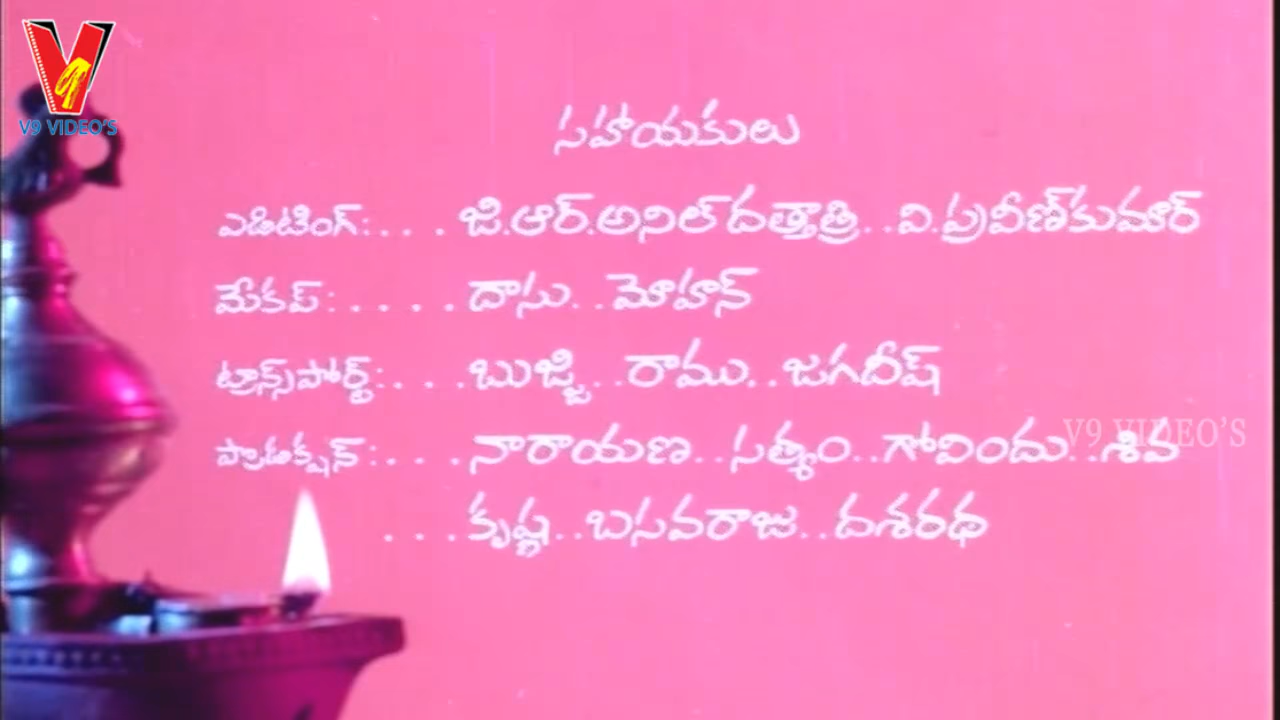 V9 VIDEO'S
సహాయకులు
ఎడిటింగ్:... జి.ఆర్.అనిల్ దత్తాత్రి..వి.ప్రవీణ్‌కుమార్
మేకప్:.... దాసు..మోహన్
ట్రాన్స్‌పోర్ట్:...బుజ్జి..రాము..జగదీష్
ప్రొడక్షన్:...నారాయణ..సత్యం..గోవిందు..శివ
V9 VIDEO'S
...కృష్ణ..బసవరాజు..దశరథ